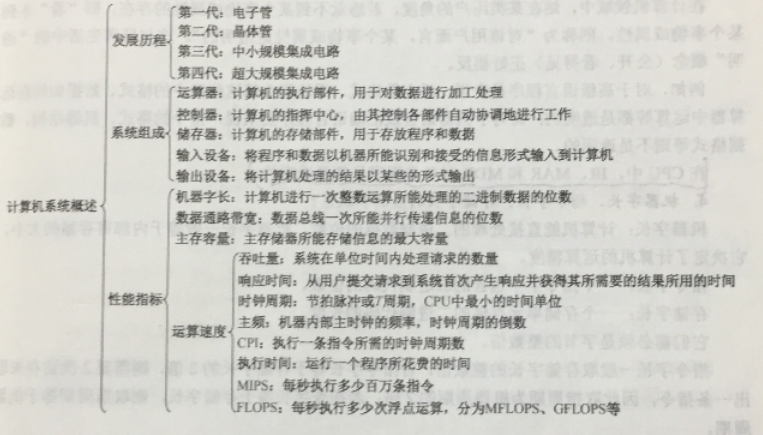 第一代：电子管
发展历程
第二代：晶体管
第三代：中小规模集成电路
第四代：超大规模集成电路
运算器：计算机的执行部件，用于对数据进行加工处理
控制器：计算机的指挥中心，由其控制各部件自动协调地进行工作
系统组成
储存器：计算机的存储部件，用于存放程序和数据
输入设备：将程序和数据以机器所能识别和接受的信息形式输入到计算机
输出设备：将计算机处理的结果以某些的形式输出
计算机系统概述
机器字长：计算机进行一次整数运算所能处理的二进制数据的位数
数据通路带宽：数据总线一次所能并行传递信息的位数
主存容量：主存储器所能存储信息的最大容量
性能指标
吞吐量：系统在单位时间内处理请求的数量
响应时间：从用户提交请求到系统首次产生响应并获得其所需要的结果所用的时间
时钟周期：节拍脉冲或T周期，CPU中最小的时间单位
运算速度
主频：机器内部主时钟的频率，时钟周期的倒数
CPI：执行一条指令所需的时钟周期数
执行时间：运行一个程序所花费的时间
MIPS：每秒执行多少百万条指令
FLOPS：每秒执行多少次浮点运算，分为MFLOPS、GFLOPS等